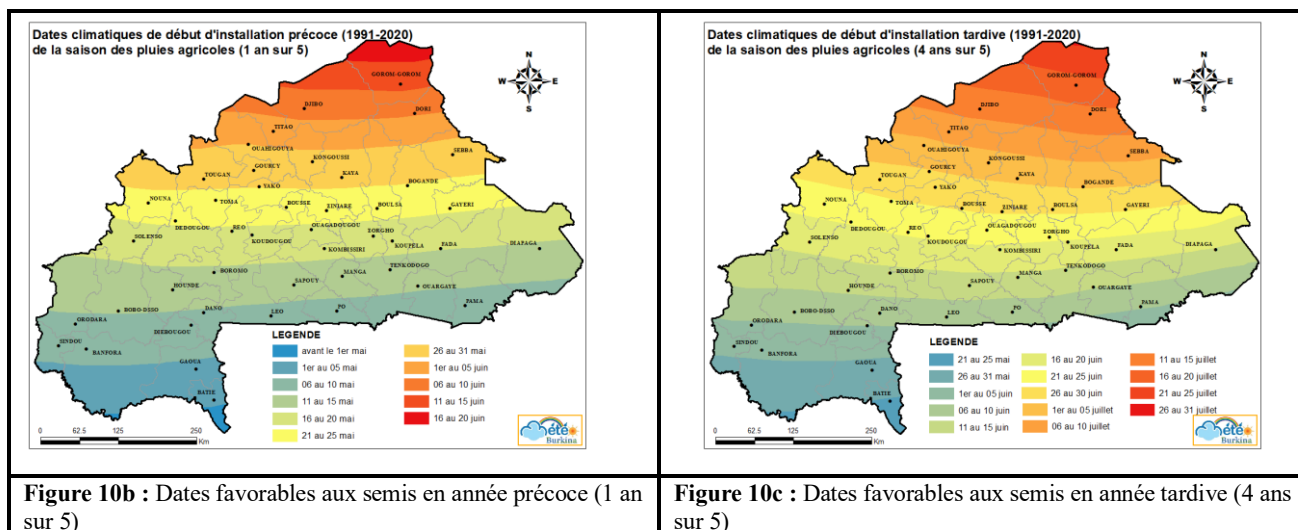 Dates climatiques de début d'installation précoce (1991-2020)
de la saison des pluies agricoles (1 an sur 5)
N
W E
S
GOROM-GOROM
DJIBO
DORI
TITAO
OUAHIGOUYA
KONGOUSSI
SEBBA
GOURCY
TOUGAN
KAYA
YAKO
BOGANDE
NOUNA
TOMA
BOUSSE
ZINIARE
BOULSA
GAYERI
DEDOUGOU
REO
OUAGADOUGOU
ZORGHO
SOLENSO
KOUDOUGOU
KOUPELA
KOMBISSIRI
FADA
DIAPAGA
BOROMO
TENKODOGO
MANGA
HOUNDE
SAPOUY
OUARGAYE
BOBO-DSSO
DANO
LEO
PO
PAMA
ORODARA
DIEBOUGOU
SINDOU
BANFORA
GAOUA
BATIE
LEGENDE
avant le 1er mai
1er au 05 mai
06 au 10 mai
11 au 15 mai
16 au 20 mai
21 au 25 mai
26 au 31 mai
1er au 05 juin
06 au 10 juin
11 au 15 juin
16 au 20 juin
0 62.5 125 250
Km
été
Burkina
Figure 10b : Dates favorables aux semis en année précoce (1 an
sur 5)
Dates climatiques de début d'installation tardive (1991-2020)
de la saison des pluies agricoles (4 ans sur 5)
N
W E
S
GOROM-GOROM
DJIBO
DORI
TITAO
OUAHIGOUYA
KONGOUSSI
SEBBA
GOURCY
TOUGAN
KAYA
YAKO
BOGANDE
NOUNA
TOMA
BOUSSE
ZINIARE
BOULSA
GAYERI
DEDOUGOU
REO
OUAGADOUGOU
ZORGHO
SOLENSO
KOUDOUGOU
KOUPELA
KOMBISSIRI
FADA
DIAPAGA
BOROMO
TENKODOGO
MANGA
HOUNDE
SAPOUY
OUARGAYE
BOBO-DSSO
DANO
LEO
PO
PAMA
ORODARA
DIEBOUGOU
SINDOU
BANFORA
GAOUA
BATIE
LEGENDE
21 au 25 mai
26 au 31 mai
1er au 05 juin
06 au 10 juin
11 au 15 juin
16 au 20 juin
21 au 25 juin
26 au 30 juin
1er au 05 juillet
06 au 10 juillet
11 au 15 juillet
16 au 20 juillet
21 au 25 juillet
26 au 31 juillet
0 62.5 125 250
Km
été
Burkina
Figure 10c : Dates favorables aux semis en année tardive (4 ans
sur 5)